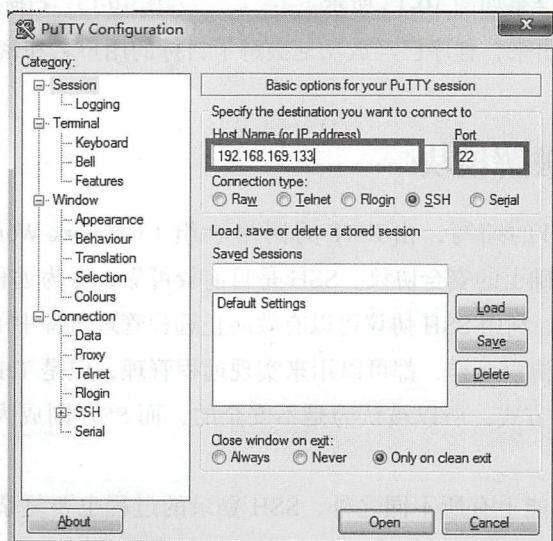 PuTTY Configuration
Category:
Session
Logging
Terminal
Keyboard
Bell
Features
Window
Appearance
Behaviour
Translation
Selection
Colours
Connection
Data
Proxy
Telnet
Rlogin
SSH
Serial
Basic options for your PuTTY session
Specify the destination you want to connect to
Host Name (or IP address) Port
192.168.169.133 22
Connection type:
Raw Telnet Rlogin SSH Serial
Load, save or delete a stored session
Saved Sessions
Default Settings
Load
Save
Delete
Close window on exit:
Always Never Only on clean exit
About Open Cancel